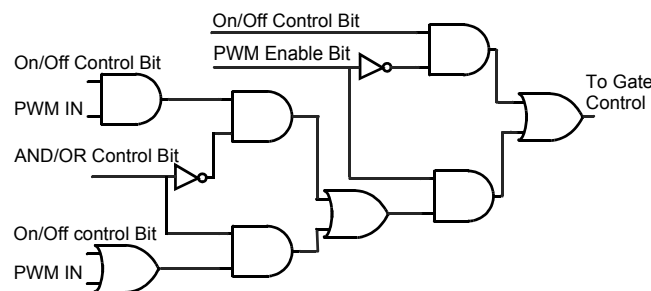 On/Off Control Bit
PWM Enable Bit
On/Off Control Bit
PWM IN
To Gate
Control
AND/OR Control Bit
On/Off control Bit
PWM IN